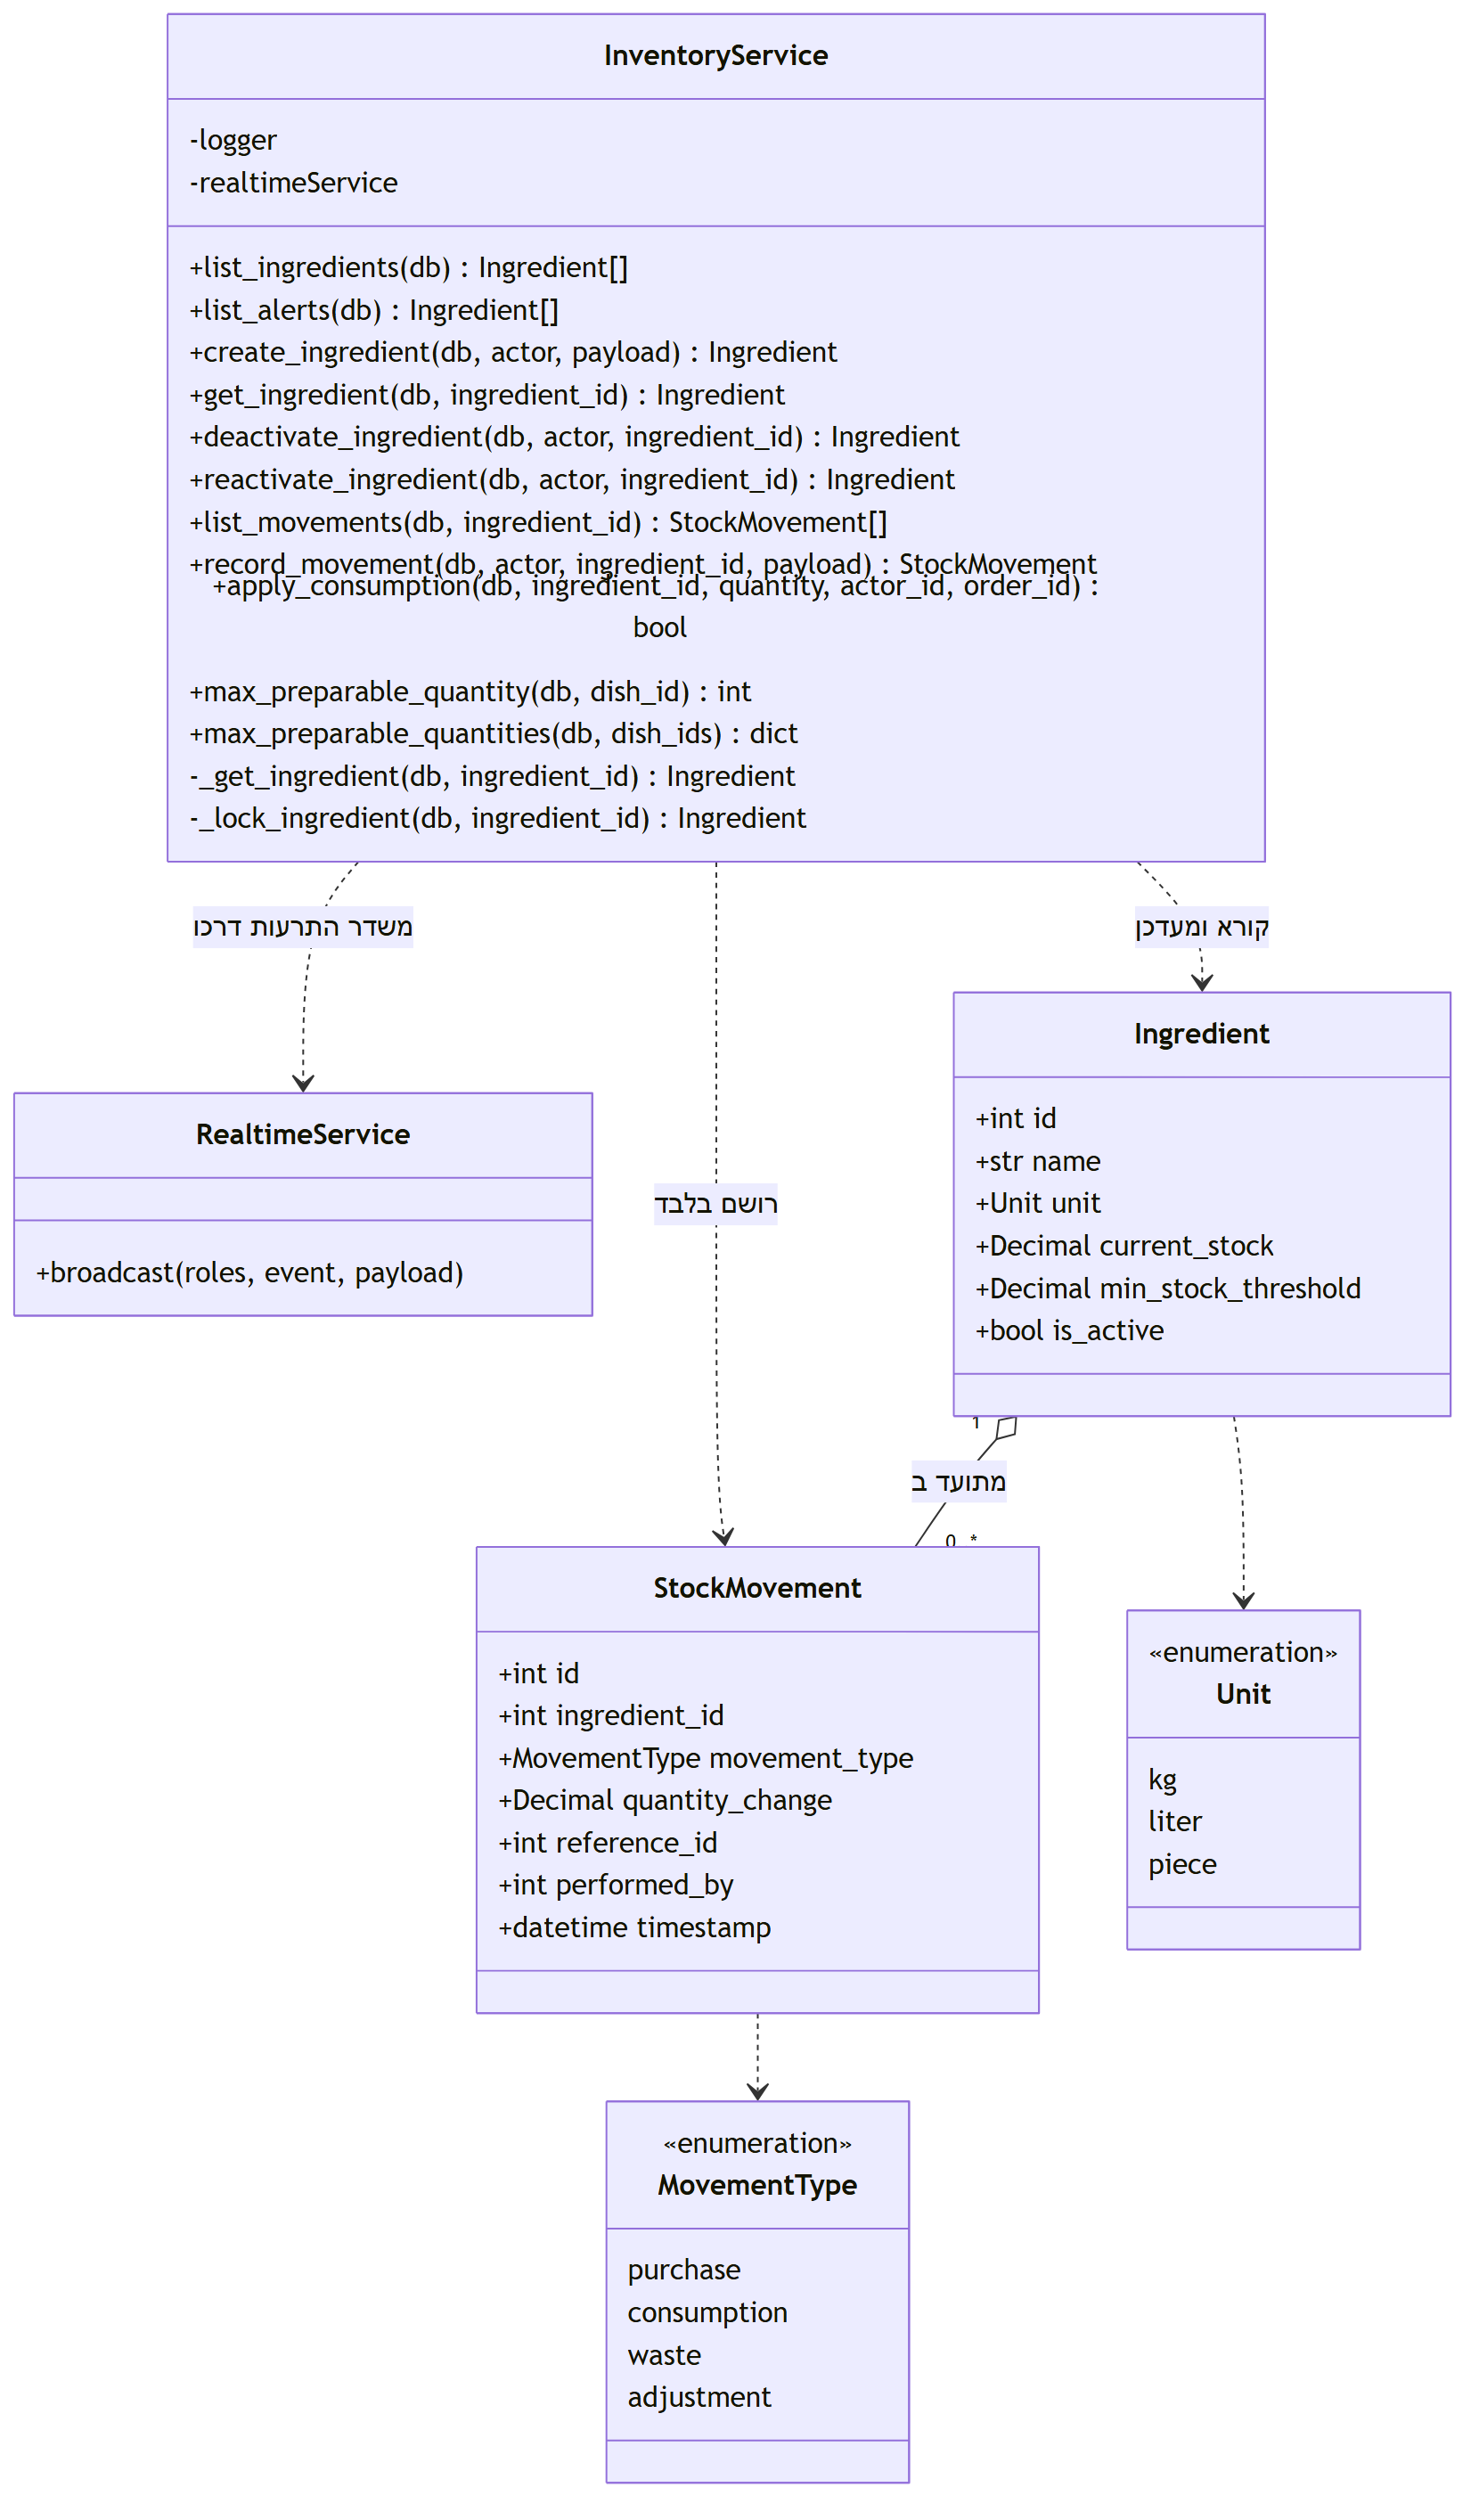 InventoryService
-logger
-realtimeService
+list_ingredients(db) : Ingredient[]
+list_alerts(db) : Ingredient[]
+create_ingredient(db, actor, payload) : Ingredient
+get_ingredient(db, ingredient_id) : Ingredient
+deactivate_ingredient(db, actor, ingredient_id) : Ingredient
+reactivate_ingredient(db, actor, ingredient_id) : Ingredient
+list_movements(db, ingredient_id) : StockMovement[]
+record_movement(db, actor, ingredient_id, payload) : StockMovement
+apply_consumption(db, ingredient_id, quantity, actor_id, order_id) :
bool
+max_preparable_quantity(db, dish_id) : int
+max_preparable_quantities(db, dish_ids) : dict
-_get_ingredient(db, ingredient_id) : Ingredient
-_lock_ingredient(db, ingredient_id) : Ingredient
משדר התרעות דרכו
קורא ומעדכן
Ingredient
+int id
+str name
+Unit unit
+Decimal current_stock
+Decimal min_stock_threshold
+bool is_active
RealtimeService
+broadcast(roles, event, payload)
רושם בלבד
1
מתועד ב
0 *
StockMovement
+int id
+int ingredient_id
+MovementType movement_type
+Decimal quantity_change
+int reference_id
+int performed_by
+datetime timestamp
«enumeration»
Unit
kg
liter
piece
«enumeration»
MovementType
purchase
consumption
waste
adjustment